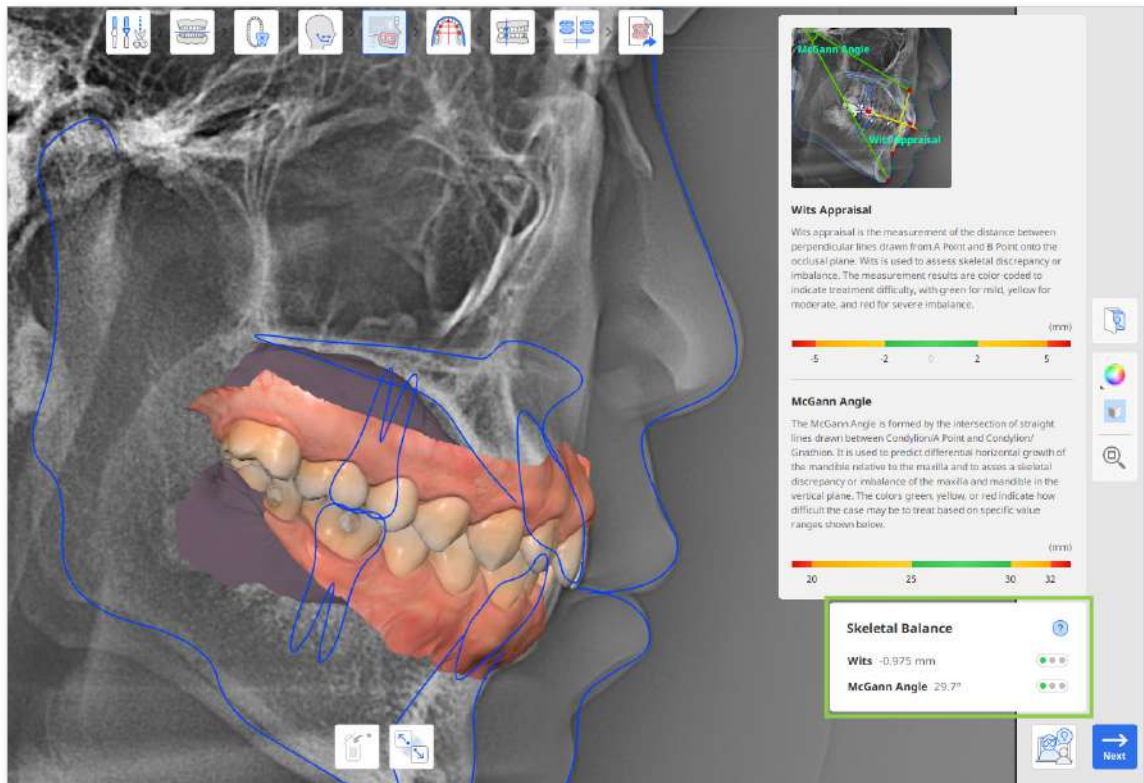 McGann Angle
Wits Appraisal
Wits Appraisal
Wits appraisal is the measurement of the distance between
perpendicular lines drawn from A Point and B Point onto the
occlusal plane. Wits is used to assess skeletal discrepancy or
imbalance. The measurement results are color-coded to
indicate treatment difficulty, with green for mild, yellow for
moderate, and red for severe imbalance.
(mm)
-5 -2 0 2 5
McGann Angle
The McGann Angle is formed by the intersection of straight
lines drawn between Condylion/A Point and Condylion/
Gnathion. It is used to predict differential horizontal growth of
the mandible relative to the maxilla and to asses a skeletal
discrepancy or imbalance of the maxilla and mandible in the
vertical plane. The colors green, yellow, or red indicate how
difficult the case may be to treat based on specific value
ranges shown below.
(mm)
20 25 30 32
Skeletal Balance ?
Wits -0.975 mm
McGann Angle 29.7°
Next